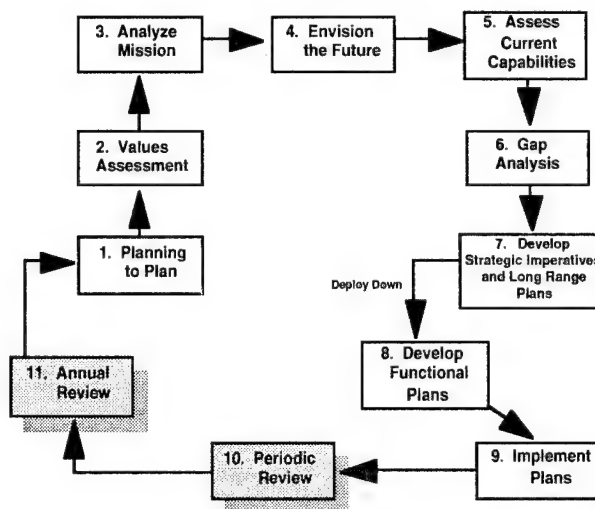 3. Analyze
Mission
4. Envision
the Future
5. Assess
Current
Capabilities
2. Values
Assessment
6. Gap
Analysis
1. Planning
to Plan
7. Develop
Strategic Imperatives
and Long Range
Plans
Deploy Down
8. Develop
Functional
Plans
11. Annual
Review
9. Implement
Plans
10. Periodic
Review